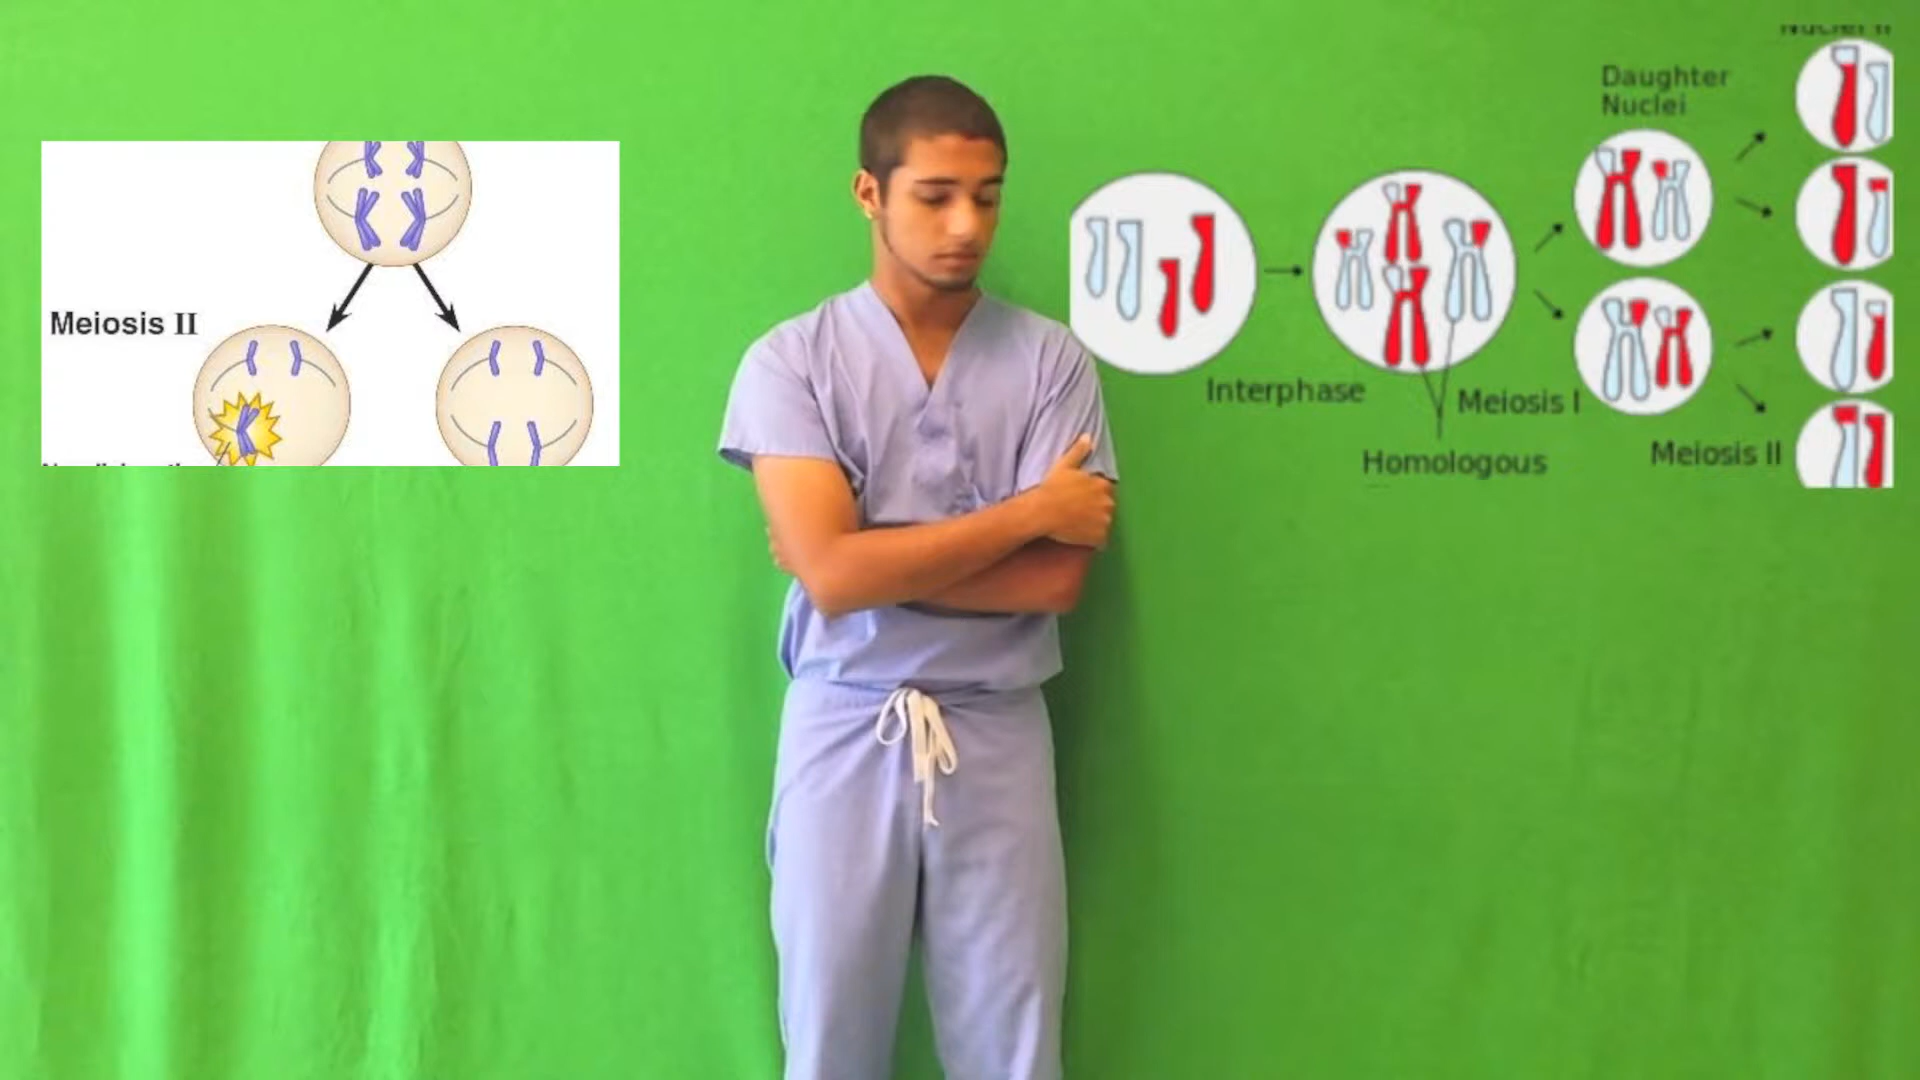 Meiosis II
Daughter
Nuclei
Interphase
Meiosis I
Homologous
Meiosis II